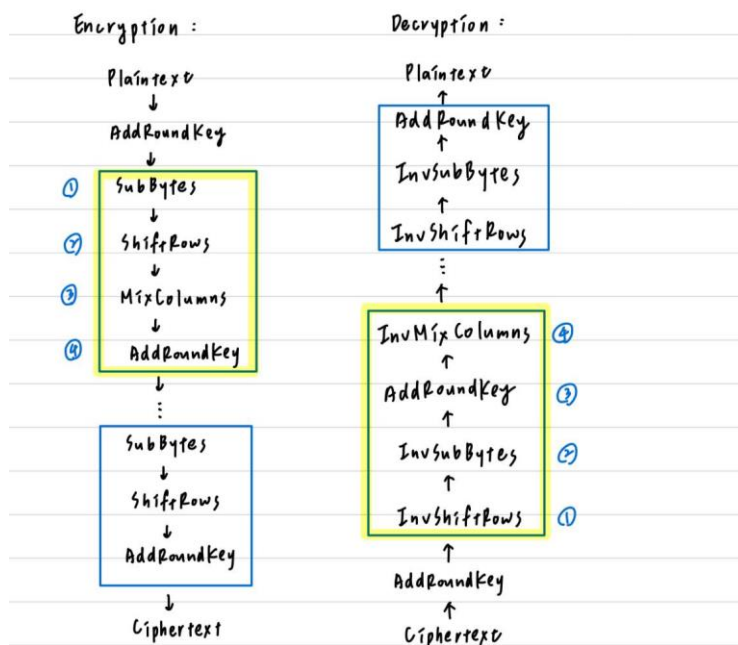 Encryption :
Plaintext
AddRoundKey
① SubBytes
② ShiftRows
③ MixColumns
④ AddRoundKey
...
SubBytes
ShiftRows
AddRoundKey
Ciphertext
Decryption :
Plaintext
AddRoundKey
InvSubBytes
InvShiftRows
...
InvMixColumns ④
AddRoundKey ③
InvSubBytes ②
InvShiftRows ①
AddRoundKey
Ciphertext